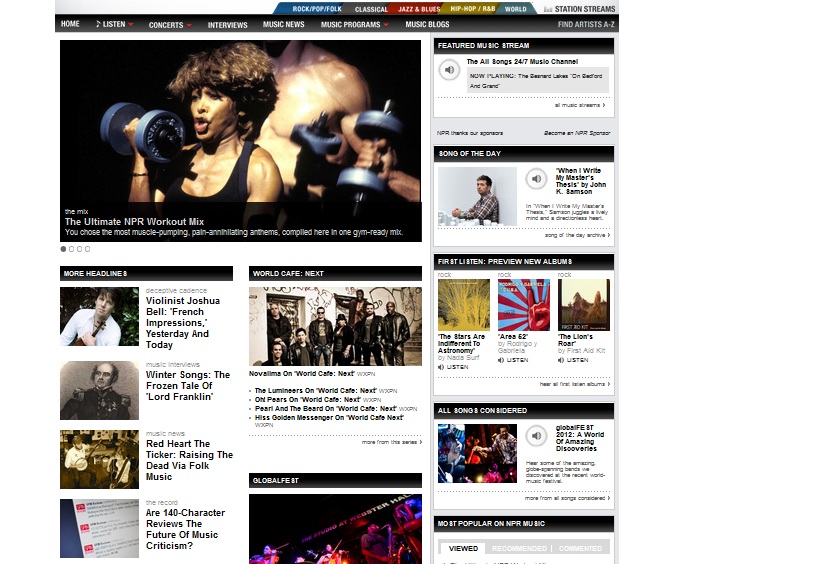 ROCK/POP/FOLK CLASSICAL JAZZ & BLUES HIP-HOP / R&B WORLD STATION STREAMS
HOME LISTEN CONCERTS INTERVIEWS MUSIC NEWS MUSIC PROGRAMS MUSIC BLOGS FIND ARTISTS A-Z
the mix
The Ultimate NPR Workout Mix
You chose the most muscle-pumping, pain-annihilating anthems, compiled here in one gym-ready mix.
MORE HEADLINES
deceptive cadence
Violinist Joshua
Bell: 'French
Impressions,'
Yesterday And
Today
music interviews
Winter Songs: The
Frozen Tale Of
'Lord Franklin'
music news
Red Heart The
Ticker: Raising The
Dead Via Folk
Music
the record
Are 140-Character
Reviews The
Future Of Music
Criticism?
WORLD CAFE: NEXT
Novalima On 'World Cafe: Next' WXPN
The Lumineers On 'World Cafe: Next' WXPN
Oh! Pears On 'World Cafe: Next' WXPN
Pearl And The Beard On 'World Cafe: Next' WXPN
Hiss Golden Messenger On 'World Cafe Next'
WXPN
more from this series
GLOBALFEST
THE STUDIO AT WEBSTER HALL
FEATURED MUSIC STREAM
The All Songs 24/7 Music Channel
NOW PLAYING: The Besnard Lakes "On Bedford
And Grand"
all music streams
NPR thanks our sponsors Become an NPR Sponsor
SONG OF THE DAY
'When I Write
My Master's
Thesis' by John
K. Samson
In "When I Write My Master's
Thesis," Samson juggles a lively
mind and a directionless heart.
song of the day archive
FIRST LISTEN: PREVIEW NEW ALBUMS
rock rock rock
FIRST AID KIT
'The Stars Are
Indifferent To
Astronomy'
by Nada Surf
LISTEN
'Area 52'
by Rodrigo y
Gabriela
LISTEN
'The Lion's
Roar'
by First Aid Kit
LISTEN
hear all first listen albums
ALL SONGS CONSIDERED
globalFEST
2012: A World
Of Amazing
Discoveries
Hear some of the amazing,
globe-spanning bands we
discovered at the recent world-
music festival.
more from all songs considered
MOST POPULAR ON NPR MUSIC
VIEWED RECOMMENDED COMMENTED